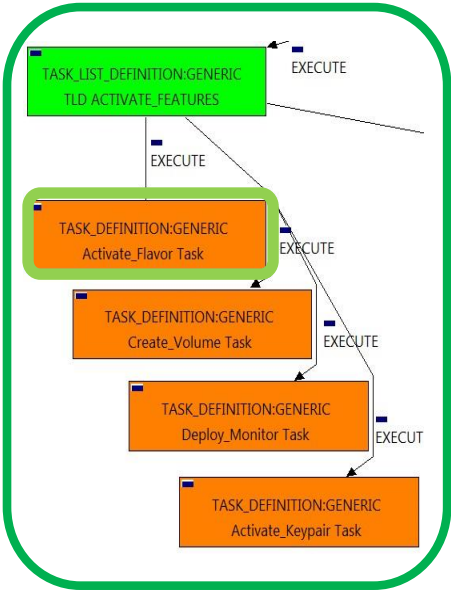 EXECUTE
TASK_LIST_DEFINITION:GENERIC
TLD ACTIVATE_FEATURES
EXECUTE
TASK_DEFINITION:GENERIC
Activate_Flavor Task
EXECUTE
TASK_DEFINITION:GENERIC
Create_Volume Task
EXECUTE
TASK_DEFINITION:GENERIC
Deploy_Monitor Task
EXECUT
TASK_DEFINITION:GENERIC
Activate_Keypair Task